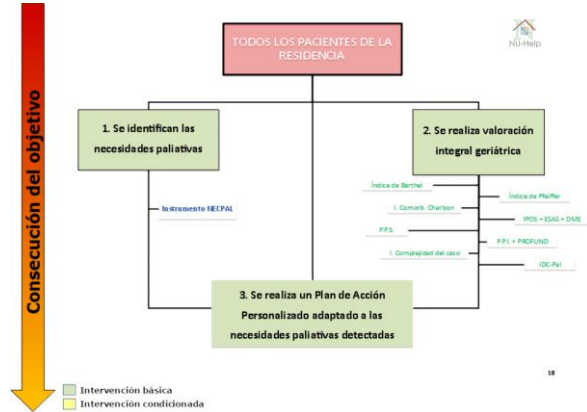 TODOS LOS PACIENTES DE LA
RESIDENCIA
NU-Help
Consecución del objetivo
1. Se identifican las
necesidades paliativas
2. Se realiza valoración
integral geriátrica
Instrumento NECPAL
Índice de Barthel
Índice de Pfeiffer
I. Comorb. Charlson
IPOS + ESAS + DME
P.P.S.
P.P.I. + PROFUND
I. Complejidad del caso
IDC-Pal
3. Se realiza un Plan de Acción
Personalizado adaptado a las
necesidades paliativas detectadas
18
Intervención básica
Intervención condicionada